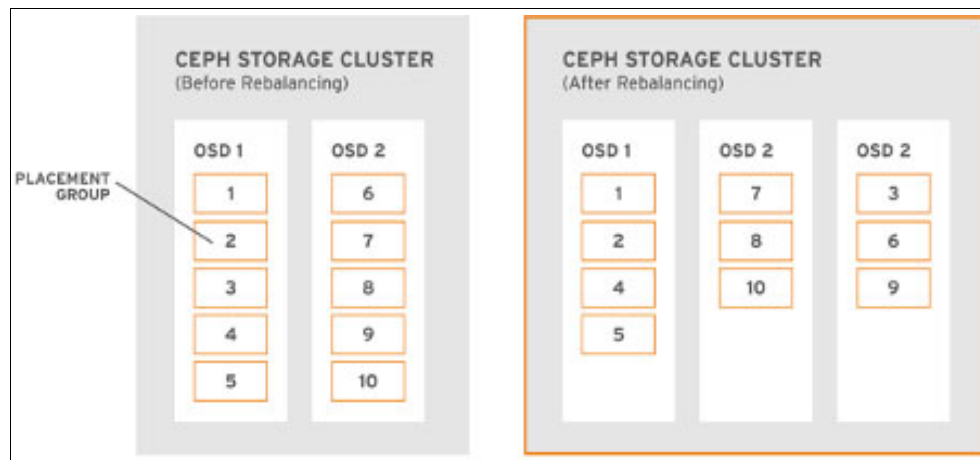 CEPH STORAGE CLUSTER
(Before Rebalancing)
OSD 1
OSD 2
1
6
2
7
3
8
4
9
5
10
PLACEMENT
GROUP
CEPH STORAGE CLUSTER
(After Rebalancing)
OSD 1
OSD 2
OSD 2
1
7
3
2
8
6
4
10
9
5